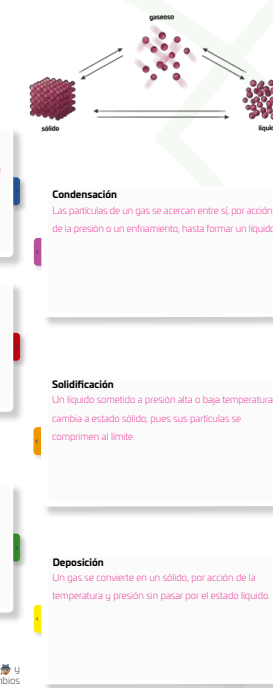 gaseoso
sólido
líquido
Condensación
Las partículas de un gas se acercan entre sí, por acción
de la presión o un enfriamiento, hasta formar un líquido
Solidificación
Un líquido sometido a presión alta o baja temperatura
cambia a estado sólido, pues sus partículas se
comprimen al límite.
Deposición
Un gas se convierte en un sólido, por acción de la
temperatura y presión sin pasar por el estado líquido.
y